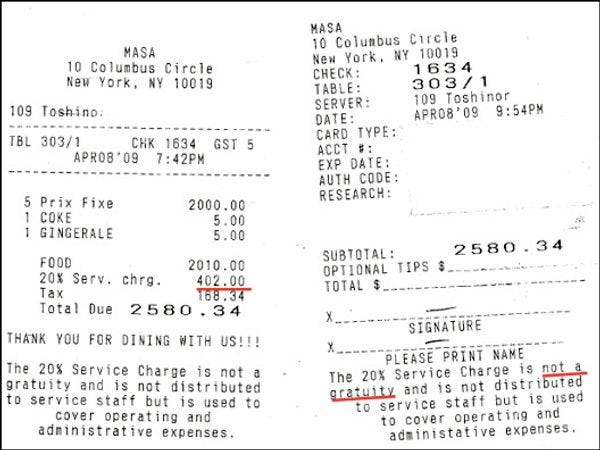 MASA
10 Columbus Circle
New York, NY 10019
109 Toshino:
TBL 303/1 CHK 1634 GST 5
APR08'09 7:42PM
5 Prix Fixe 2000.00
1 COKE 5.00
1 GINGERALE 5.00
FOOD 2010.00
20% Serv. chrg. 402.00
Tax 168.34
Total Due 2580.34
THANK YOU FOR DINING WITH US!!!
The 20% Service Charge is not a
gratuity and is not distributed
to service staff but is used to
cover operating and
administrative expenses.
MASA
10 Columbus Circle
New York, NY 10019
CHECK: 1634
TABLE: 303/1
SERVER: 109 Toshinor
DATE: APR08'09 9:54PM
CARD TYPE:
ACCT #:
EXP DATE:
AUTH CODE:
RESEARCH:
SUBTOTAL: 2580.34
OPTIONAL TIPS $
TOTAL $
X
SIGNATURE
X
PLEASE PRINT NAME
The 20% Service Charge is not a
gratuity and is not distributed
to service staff but is used
to cover operating and
administative expenses.